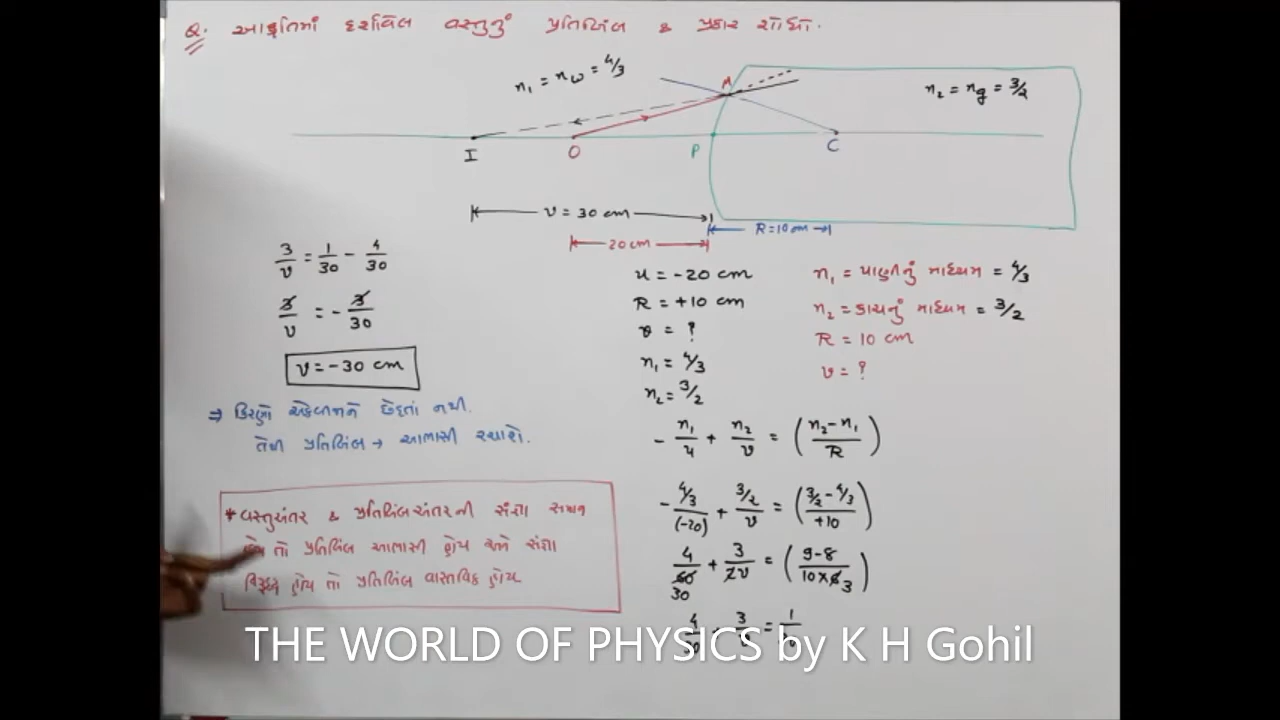 Q. આકૃતિમાં દર્શાવેલ વસ્તુનું પ્રતિબિંબ & પ્રકાર શોધો.
n₁ = n_w = 4/3
M
n₂ = n_g = 3/2
I O P C
v = 30 cm
R = 10 cm
20 cm
3/v = 1/30 - 4/30
3/v = - 3/30
v = -30 cm
⇒ કિરણો એકબીજાને છેદતાં નથી.
તેથી પ્રતિબિંબ → આભાસી રચાશે.
* વસ્તુઅંતર & પ્રતિબિંબઅંતરની સંજ્ઞા સમાન
હોય તો પ્રતિબિંબ આભાસી હોય અને સંજ્ઞા
વિરૂદ્ધ હોય તો પ્રતિબિંબ વાસ્તવિક હોય
u = -20 cm
R = +10 cm
v = ?
n₁ = 4/3
n₂ = 3/2
n₁ = પાણીનું માધ્યમ = 4/3
n₂ = કાચનું માધ્યમ = 3/2
R = 10 cm
v = ?
- n₁/u + n₂/v = ((n₂-n₁)/R)
- (4/3)/(-20) + (3/2)/v = ((3/2 - 4/3)/+10)
4/60 30 + 3/2v = ((9-8)/(10×6 3))
3/v = 1/
THE WORLD OF PHYSICS by K H Gohil